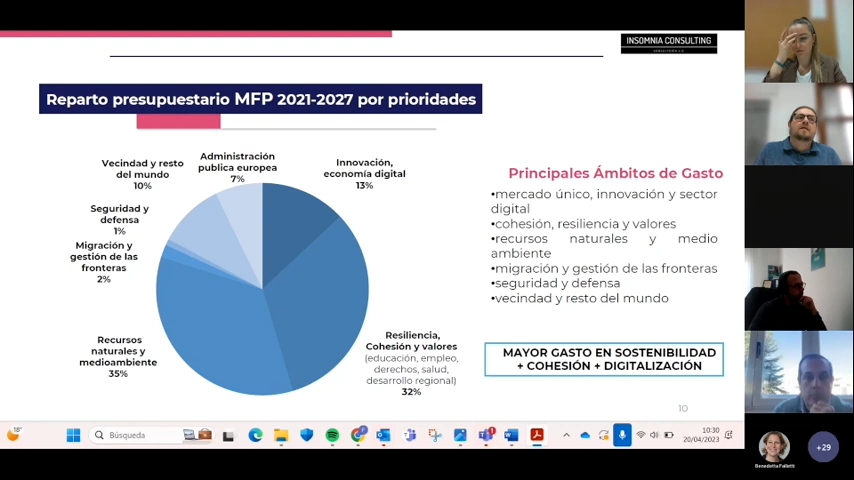 INSOMNIA CONSULTING
Reparto presupuestario MFP 2021-2027 por prioridades
Vecindad y resto
del mundo
10%
Administración
publica europea
7%
Innovación,
economía digital
13%
Seguridad y
defensa
1%
Migración y
gestión de las
fronteras
2%
Recursos
naturales y
medioambiente
35%
Resiliencia,
Cohesión y valores
(educación, empleo,
derechos, salud,
desarrollo regional)
32%
Principales Ámbitos de Gasto
•mercado único, innovación y sector
digital
•cohesión, resiliencia y valores
•recursos naturales y medio
ambiente
•migración y gestión de las fronteras
•seguridad y defensa
•vecindad y resto del mundo
MAYOR GASTO EN SOSTENIBILIDAD
+ COHESIÓN + DIGITALIZACIÓN
10
18°
Búsqueda
10:30
20/04/2023
Benedetta Falletti
+29